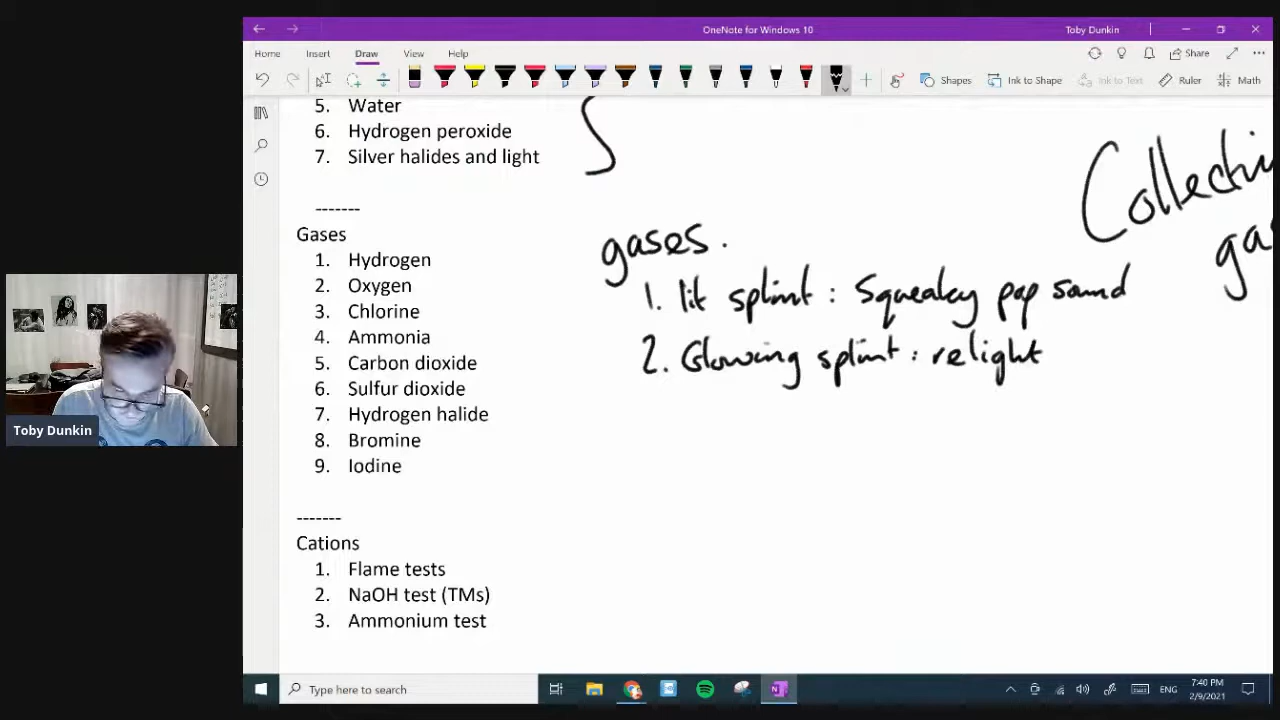 OneNote for Windows 10
Toby Dunkin
Home Insert Draw View Help
Share
Shapes
Ink to Shape
Ink to Text
Ruler
Math
5. Water
6. Hydrogen peroxide
7. Silver halides and light
-------
Gases
1. Hydrogen
2. Oxygen
3. Chlorine
4. Ammonia
5. Carbon dioxide
6. Sulfur dioxide
7. Hydrogen halide
8. Bromine
9. Iodine
-------
Cations
1. Flame tests
2. NaOH test (TMs)
3. Ammonium test
gases.
1. lit splint : Squeaky pop sound
2. Glowing splint : relight
Collecti
gas
Toby Dunkin
Type here to search
ENG
7:40 PM
2/9/2021